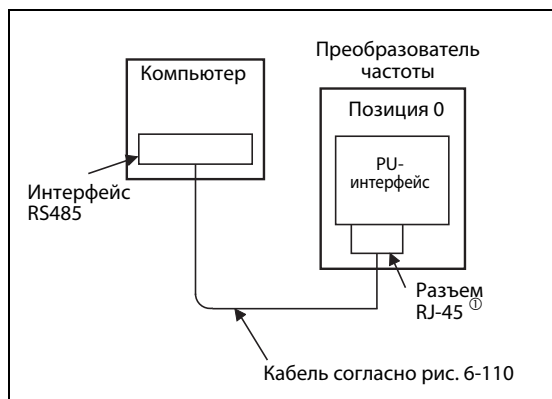 Преобразователь
частоты
Компьютер
Позиция 0
PU-
интерфейс
Интерфейс
RS485
Разъем
RJ-45 ①
Кабель согласно рис. 6-110